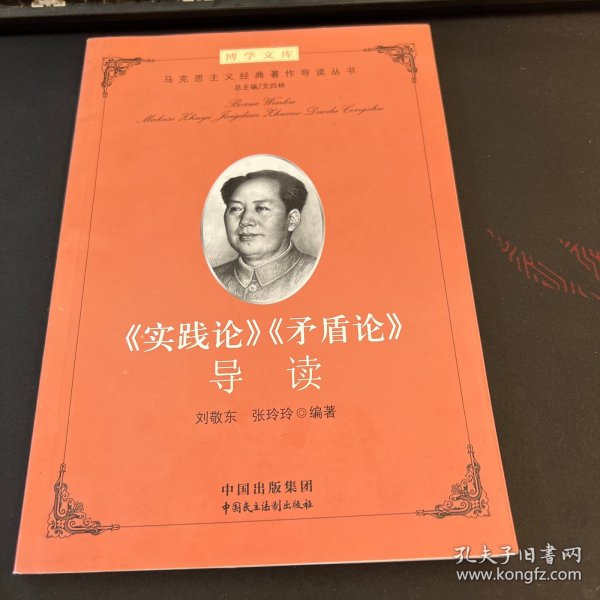 博学文库
马克思主义经典著作导读丛书
总主编/艾四林
Boxue Wenku
Makesi Zhuyi Jingdian Zhuzuo Daodu Congshu
《实践论》《矛盾论》
导 读
刘敬东 张玲玲◎编著
中国出版集团
中国民主法制出版社
孔夫子旧书网
www.kongfz.com